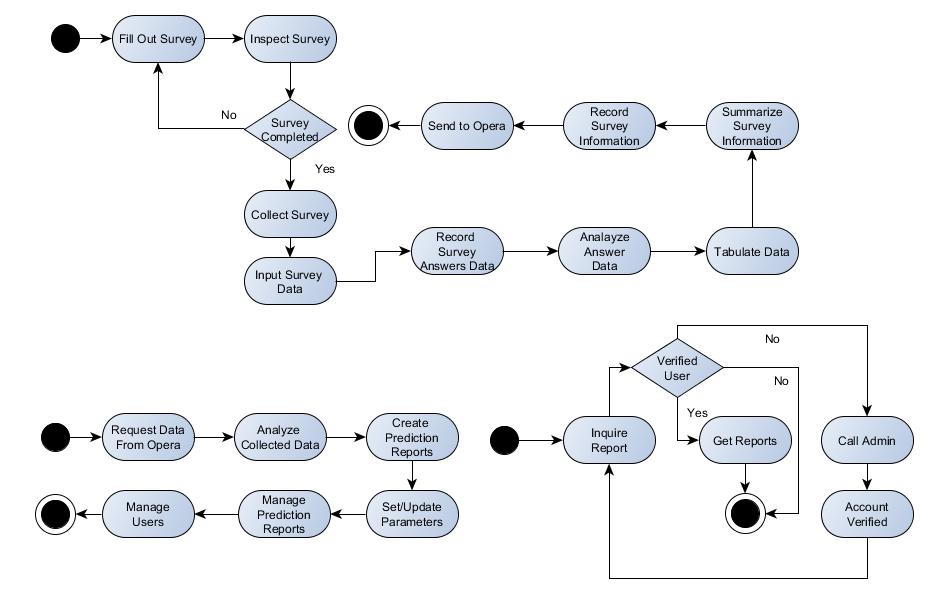 Fill Out Survey
Inspect Survey
No
Survey
Completed
Yes
Send to Opera
Record
Survey
Information
Summarize
Survey
Information
Collect Survey
Input Survey
Data
Record
Survey
Answers Data
Analayze
Answer
Data
Tabulate Data
Request Data
From Opera
Analyze
Collected Data
Create
Prediction
Reports
Manage
Users
Manage
Prediction
Reports
Set/Update
Parameters
Verified
User
No
No
Yes
Inquire
Report
Get Reports
Call Admin
Account
Verified